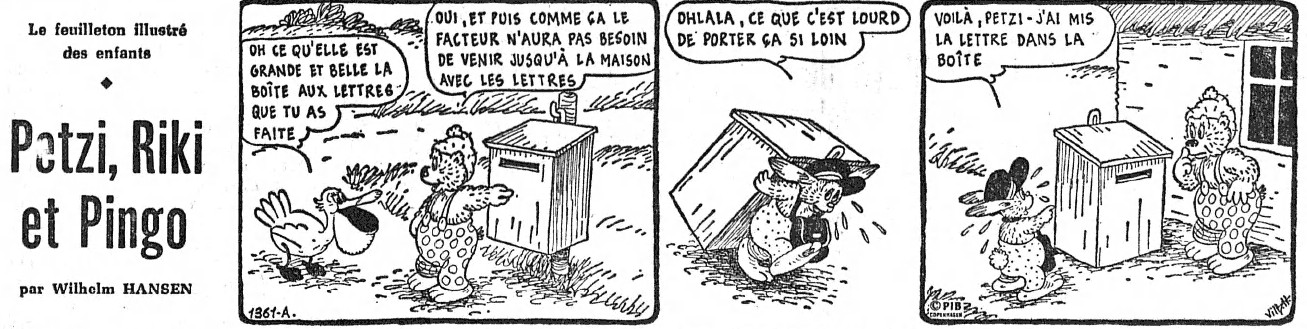 Le feuilleton illustré
des enfants
Petzi, Riki
et Pingo
par Wilhelm HANSEN
OH CE QU'ELLE EST
GRANDE ET BELLE LA
BOÎTE AUX LETTRES
QUE TU AS
FAITE
OUI, ET PUIS COMME ÇA LE
FACTEUR N'AURA PAS BESOIN
DE VENIR JUSQU'À LA MAISON
AVEC LES LETTRES
1361-A.
OHLALA, CE QUE C'EST LOURD
DE PORTER ÇA SI LOIN
VOILÀ, PETZI - J'AI MIS
LA LETTRE DANS LA
BOÎTE
© PIB
COPENHAGEN
Vilh.H.